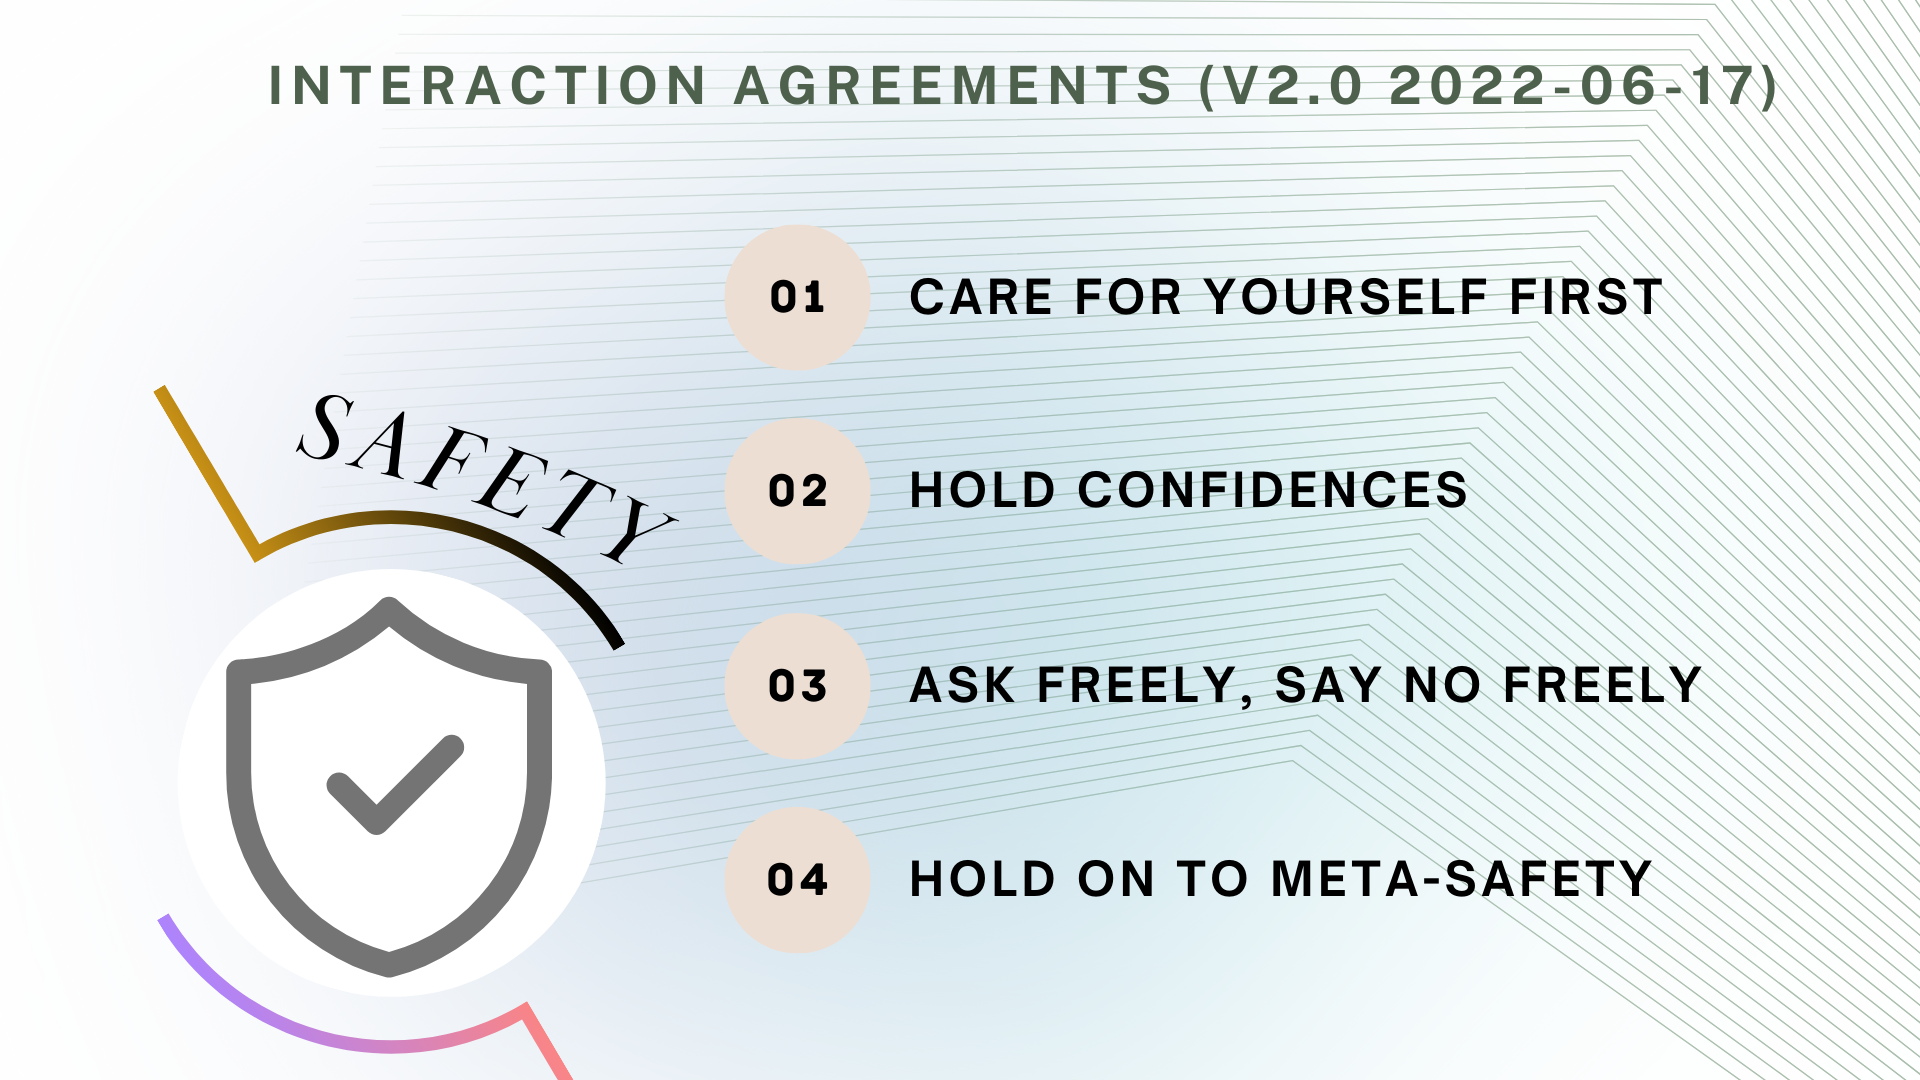 INTERACTION AGREEMENTS (V2.0 2022-06-17)
SAFETY
01 CARE FOR YOURSELF FIRST
02 HOLD CONFIDENCES
03 ASK FREELY, SAY NO FREELY
04 HOLD ON TO META-SAFETY